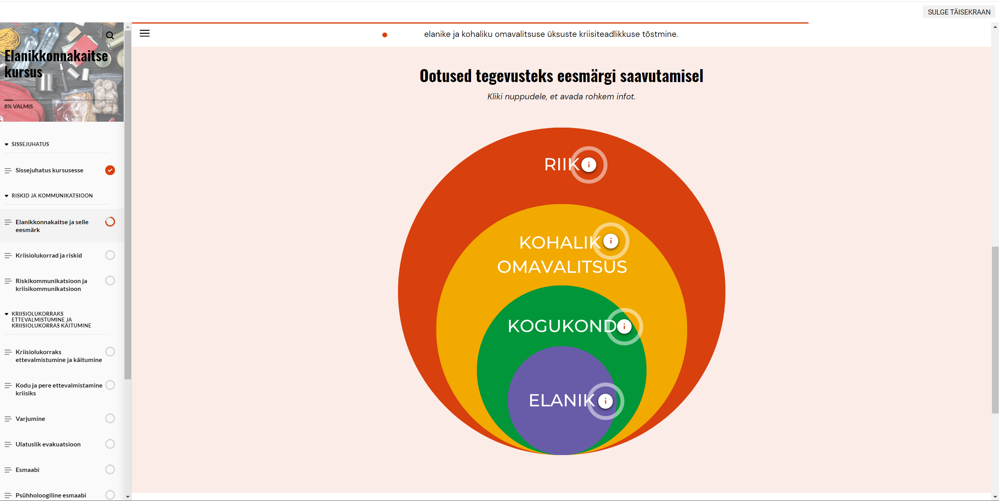 SULGE TÄISEKRAAN
Elanikkonnakaitse
kursus
8% VALMIS
SISSEJUHATUS
Sissejuhatus kursusesse
RISKID JA KOMMUNIKATSIOON
Elanikkonnakaitse ja selle
eesmärk
Kriisiolukorrad ja riskid
Riskikommunikatsioon ja
kriisikommunikatsioon
KRIISIOLUKORRAKS
ETTEVALMISTUMINE JA
KRIISIOLUKORRAS KÄITUMINE
Kriisiolukorraks
ettevalmistumine ja käitumine
Kodu ja pere ettevalmistamine
kriisiks
Varjumine
Ulatuslik evakuatsioon
Esmaabi
Psühholoogiline esmaabi
elanike ja kohaliku omavalitsuse üksuste kriisiteadlikkuse tõstmine.
Ootused tegevusteks eesmärgi saavutamisel
Kliki nuppudele, et avada rohkem infot.
RIIK i
KOHALIK i
OMAVALITSUS
KOGUKOND i
ELANIK i